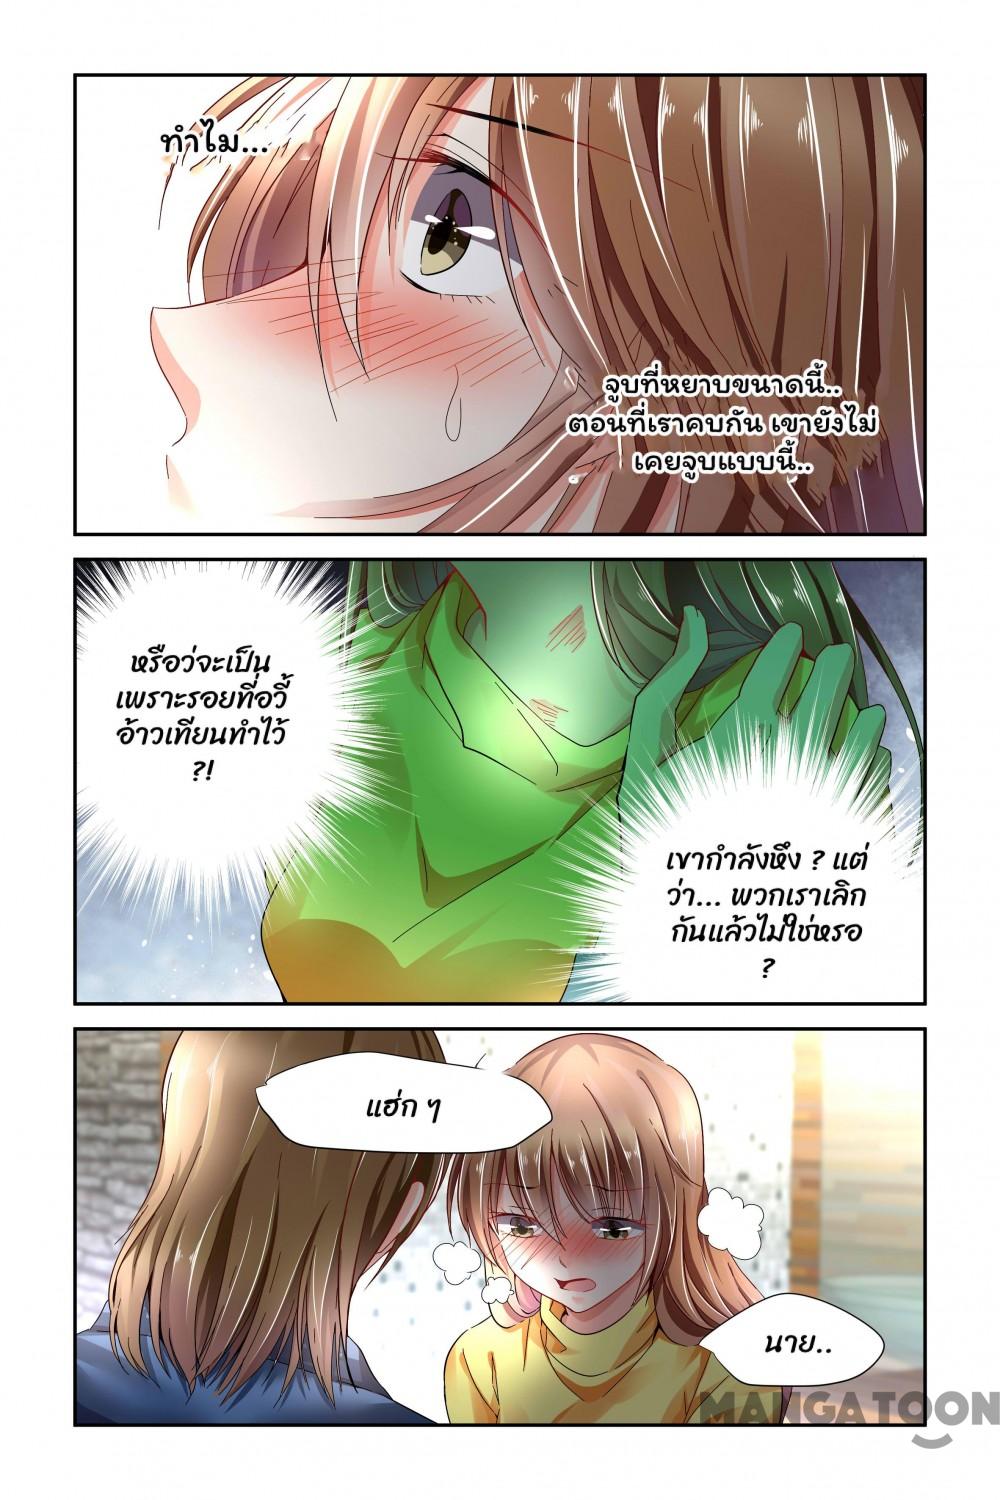 ทำไม...
จูบที่หยาบขนาดนี้..
ตอนที่เราคบกัน เขายังไม่
เคยจูบแบบนี้..
หรือว่าจะเป็น
เพราะรอยที่อวี้
อ้าวเทียนทำไว้
?!
เขากำลังหึง ? แต่
ว่า... พวกเราเลิก
กันแล้วไม่ใช่หรอ
?
แฮ่ก ๆ
นาย..
MANGATOON